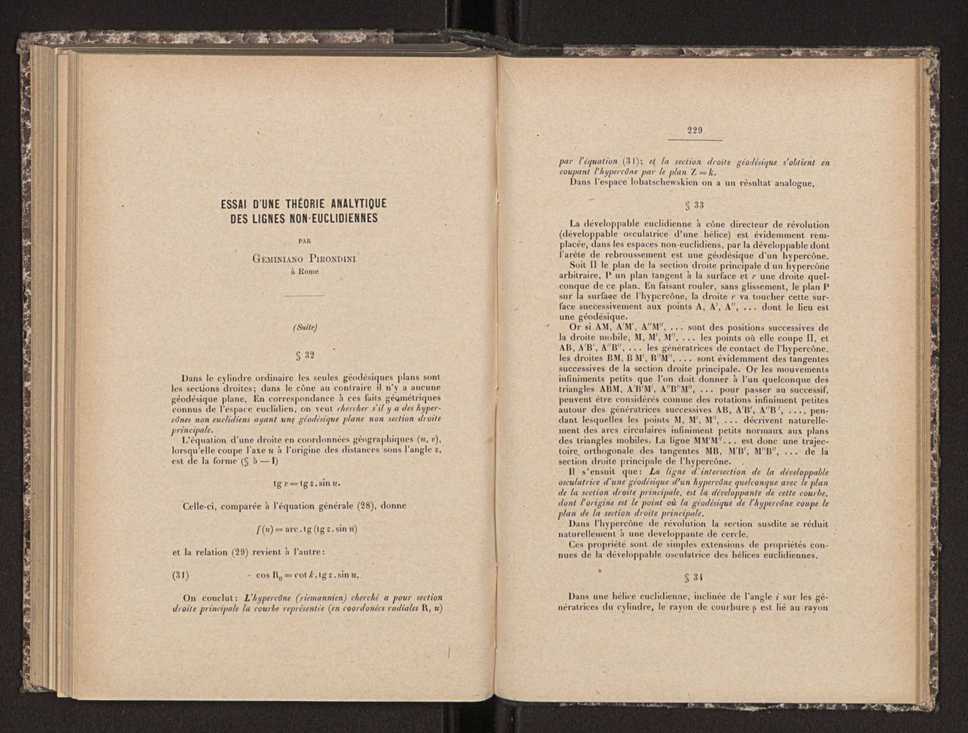 ESSAI D'UNE THÉORIE ANALYTIQUE
DES LIGNES NON-EUCLIDIENNES
PAR
GEMINIANO PIRONDINI
à Rome
(Suite)
§ 32
Dans le cylindre ordinaire les seules géodésiques plans sont
les sections droites; dans le cône au contraire il n'y a aucune
géodésique plane. En correspondance à ces faits géométriques
connus de l'espace euclidien, on veut chercher s'il y a des hyper-
cônes non euclidiens ayant une géodésique plane non section droite
principale.
L'équation d'une droite en coordonnées géographiques (u, v),
lorsqu'elle coupe l'axe u à l'origine des distances sous l'angle ε,
est de la forme (§ 5 — I)
tg v = tg ε . sin u.
Celle-ci, comparée à l'équation générale (28), donne
f(u) = arc . tg (tg ε . sin u)
et la relation (29) revient à l'autre:
(31) cos R₀ = cot k . tg ε . sin u.
On conclut: L'hypercône (riemannien) cherché a pour section
droite principale la courbe représentée (en coordonées radiales R, u)
229
par l'équation (31); et la section droite géodésique s'obtient en
coupant l'hypercône par le plan Z = k.
Dans l'espace lobatschewskien on a un résultat analogue.
§ 33
La développable euclidienne à cône directeur de révolution
(développable osculatrice d'une hélice) est évidemment rem-
placée, dans les espaces non-euclidiens, par la développable dont
l'arête de rebroussement est une géodésique d'un hypercône.
Soit Π le plan de la section droite principale d'un hypercône
arbitraire, P un plan tangent à la surface et r une droite quel-
conque de ce plan. En faisant rouler, sans glissement, le plan P
sur la surface de l'hypercône, la droite r va toucher cette sur-
face successivement aux points A, A', A'', ... dont le lieu est
une géodésique.
Or si AM, A'M', A''M'', ... sont des positions successives de
la droite mobile, M, M', M'', ... les points où elle coupe Π, et
AB, A'B', A''B'', ... les génératrices de contact de l'hypercône,
les droites BM, B'M', B''M'', ... sont évidemment des tangentes
successives de la section droite principale. Or les mouvements
infiniments petits que l'on doit donner à l'un quelconque des
triangles ABM, A'B'M', A''B''M'', ... pour passer au successif,
peuvent être considérés comme des rotations infiniment petites
autour des génératrices successives AB, A'B', A''B'', ..., pen-
dant lesquelles les points M, M', M'', ... décrivent naturelle-
ment des arcs circulaires infiniment petits normaux aux plans
des triangles mobiles. La ligne MM'M''... est donc une trajec-
toire orthogonale des tangentes MB, M'B', M''B'', ... de la
section droite principale de l'hypercône.
Il s'ensuit que: La ligne d'intersection de la développable
osculatrice d'une géodésique d'un hypercône quelconque avec le plan
de la section droite principale, est la développante de cette courbe,
dont l'origine est le point où la géodésique de l'hypercône coupe le
plan de la section droite principale.
Dans l'hypercône de révolution la section susdite se réduit
naturellement à une developpante de cercle.
Ces propriété sont de simples extensions de propriétés con-
nues de la développable osculatrice des hélices euclidiennes.
§ 34
Dans une hélice euclidienne, inclinée de l'angle i sur les gé-
nératrices du cylindre, le rayon de courbure ρ est lié au rayon